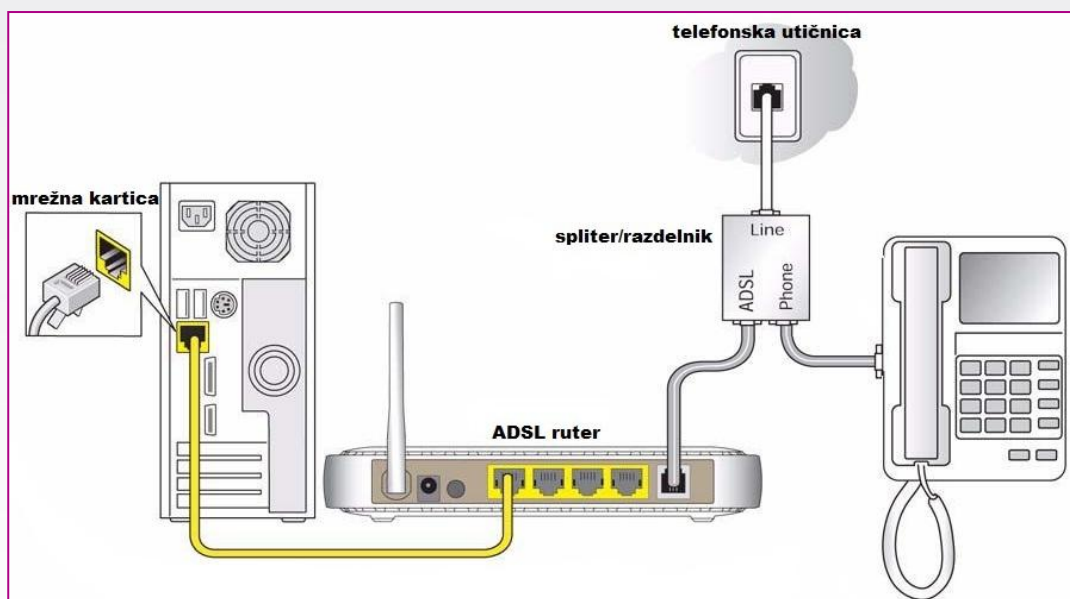 telefonska utičnica
mrežna kartica
spliter/razdelnik
Line
ADSL
Phone
ADSL ruter